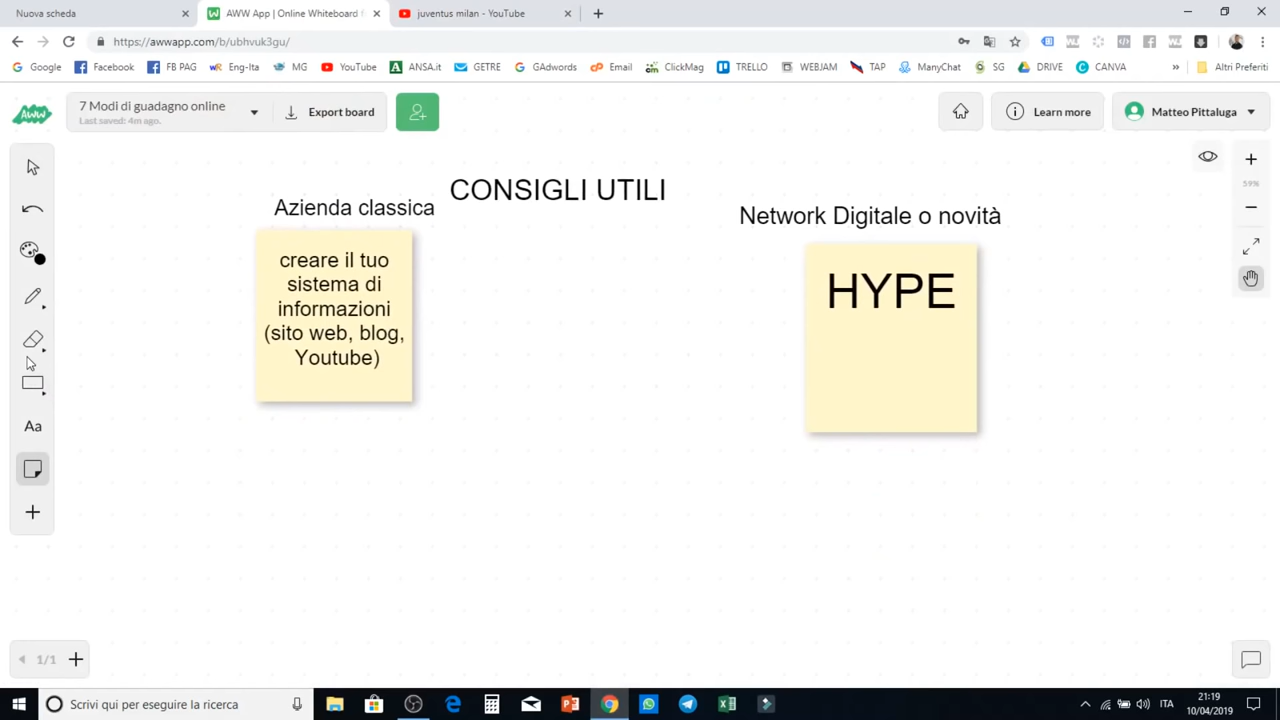 Nuova scheda
AWW App | Online Whiteboard f
juventus milan - YouTube
https://awwapp.com/b/ubhvuk3gu/
Google
Facebook
FB PAG
Eng-Ita
MG
YouTube
ANSA.it
GETRE
GAdwords
Email
ClickMag
TRELLO
WEBJAM
TAP
ManyChat
SG
DRIVE
CANVA
»
Altri Preferiti
AWW
7 Modi di guadagno online
Last saved: 4m ago.
Export board
Learn more
Matteo Pittaluga
59%
CONSIGLI UTILI
Azienda classica
Network Digitale o novità
creare il tuo
sistema di
informazioni
(sito web, blog,
Youtube)
HYPE
Aa
1/1
Scrivi qui per eseguire la ricerca
ITA
21:19
10/04/2019